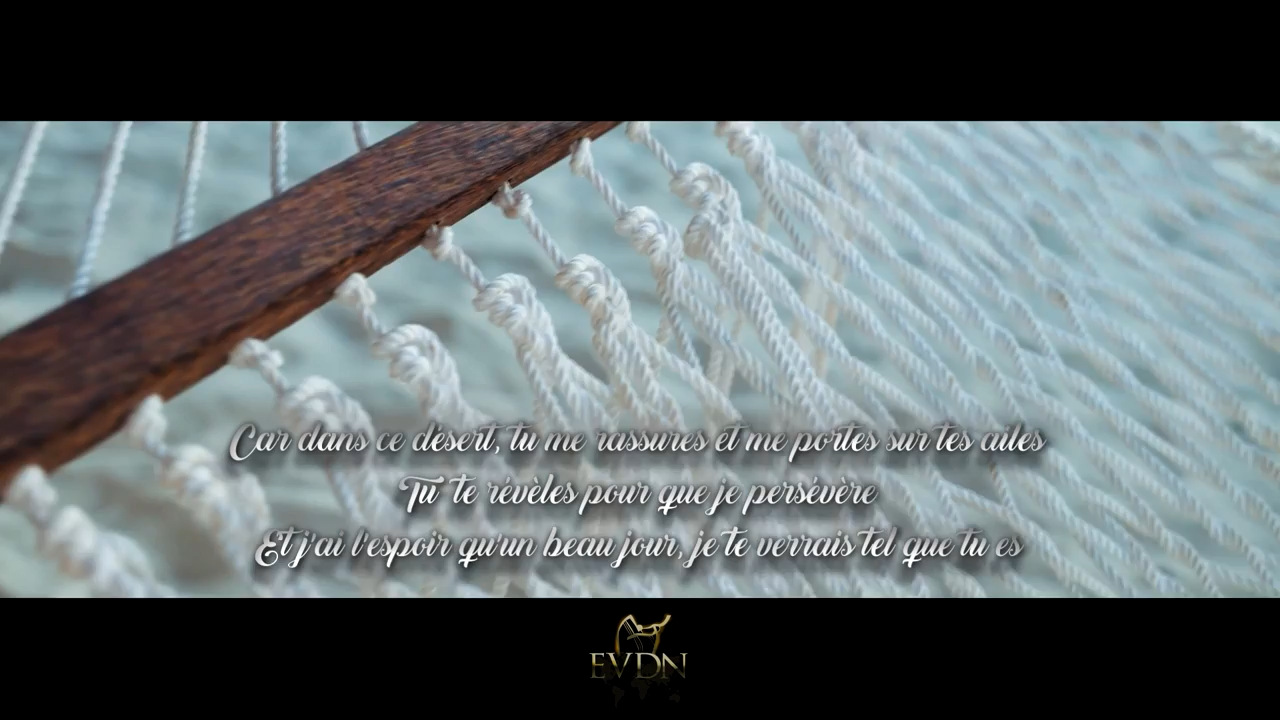 Car dans ce désert, tu me rassures et me portes sur tes ailes
Tu te révèles pour que je persévère
Et j'ai l'espoir qu'un beau jour, je te verrais tel que tu es
EVDN